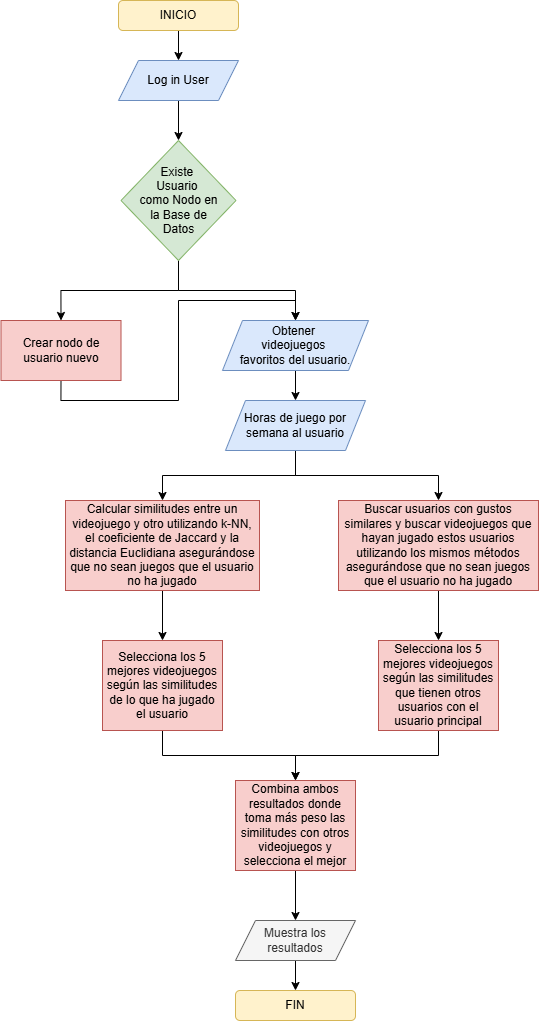 INICIO
Log in User
Existe
Usuario
como Nodo en
la Base de
Datos
Crear nodo de
usuario nuevo
Obtener
videojuegos
favoritos del usuario.
Horas de juego por
semana al usuario
Calcular similitudes entre un
videojuego y otro utilizando k-NN,
el coeficiente de Jaccard y la
distancia Euclidiana asegurándose
que no sean juegos que el usuario
no ha jugado
Buscar usuarios con gustos
similares y buscar videojuegos que
hayan jugado estos usuarios
utilizando los mismos métodos
asegurándose que no sean juegos
que el usuario no ha jugado
Selecciona los 5
mejores videojuegos
según las similitudes
de lo que ha jugado
el usuario
Selecciona los 5
mejores videojuegos
según las similitudes
que tienen otros
usuarios con el
usuario principal
Combina ambos
resultados donde
toma más peso las
similitudes con otros
videojuegos y
selecciona el mejor
Muestra los
resultados
FIN